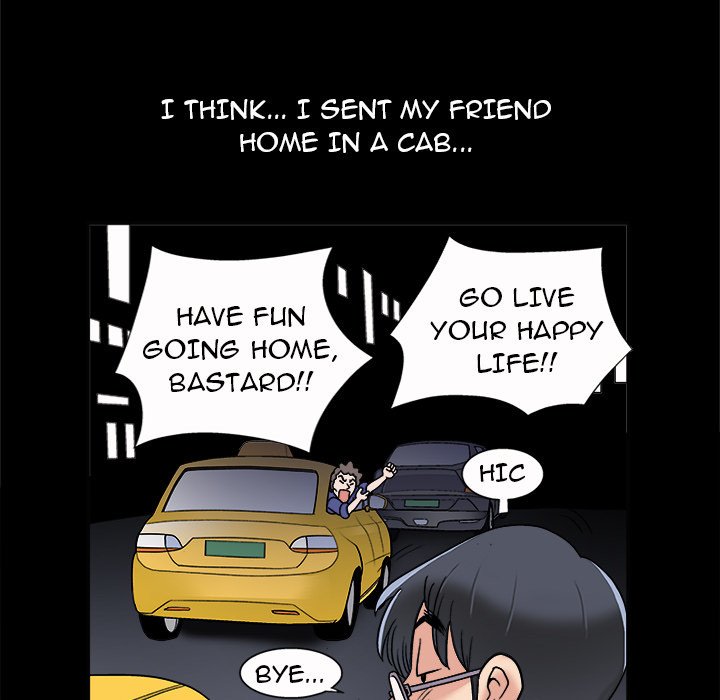 I THINK... I SENT MY FRIEND
HOME IN A CAB...
HAVE FUN
GOING HOME,
BASTARD!!
GO LIVE
YOUR HAPPY
LIFE!!
HIC
BYE...